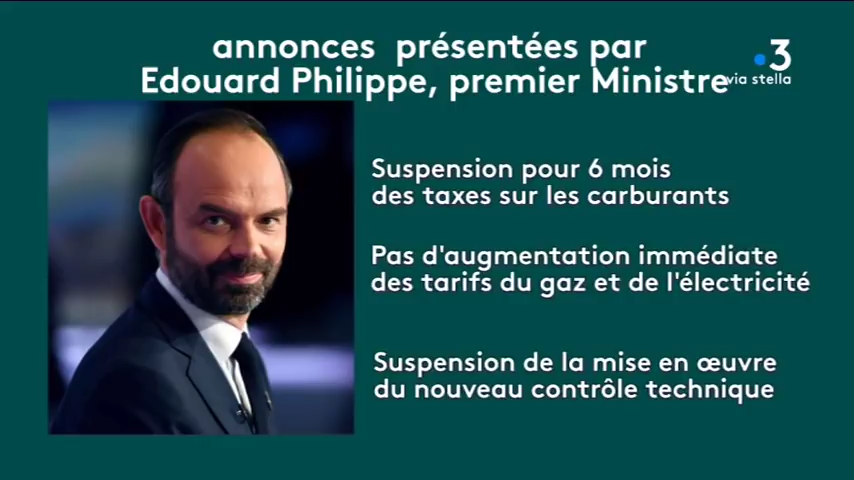 annonces présentées par
Edouard Philippe, premier Ministre
3
via stella
Suspension pour 6 mois
des taxes sur les carburants
Pas d'augmentation immédiate
des tarifs du gaz et de l'électricité
Suspension de la mise en œuvre
du nouveau contrôle technique